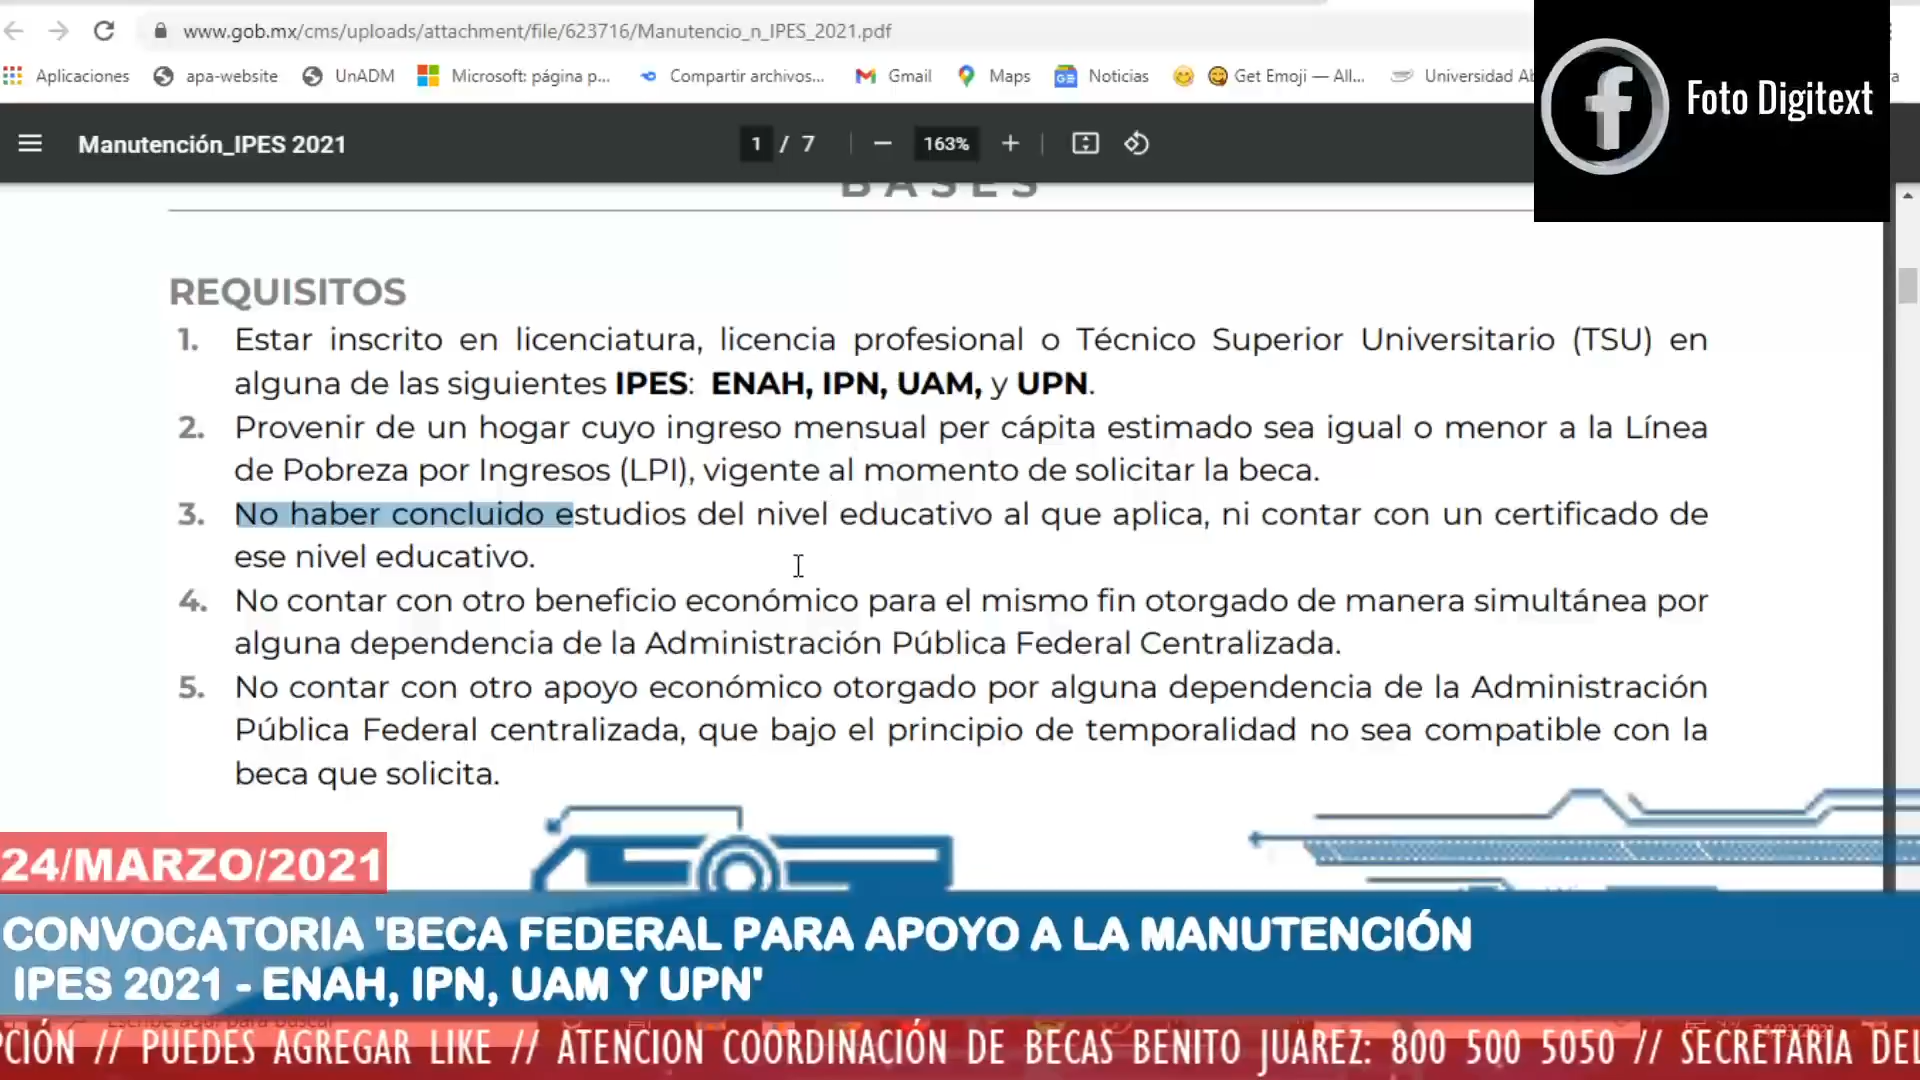 www.gob.mx/cms/uploads/attachment/file/623716/Manutencio_n_IPES_2021.pdf
Aplicaciones apa-website UnADM Microsoft: página p... Compartir archivos... Gmail Maps Noticias Get Emoji — All... Universidad Ab
Foto Digitext
Manutención_IPES 2021 1 / 7 163%
BASES
REQUISITOS
1. Estar inscrito en licenciatura, licencia profesional o Técnico Superior Universitario (TSU) en
alguna de las siguientes IPES: ENAH, IPN, UAM, y UPN.
2. Provenir de un hogar cuyo ingreso mensual per cápita estimado sea igual o menor a la Línea
de Pobreza por Ingresos (LPI), vigente al momento de solicitar la beca.
3. No haber concluido estudios del nivel educativo al que aplica, ni contar con un certificado de
ese nivel educativo.
4. No contar con otro beneficio económico para el mismo fin otorgado de manera simultánea por
alguna dependencia de la Administración Pública Federal Centralizada.
5. No contar con otro apoyo económico otorgado por alguna dependencia de la Administración
Pública Federal centralizada, que bajo el principio de temporalidad no sea compatible con la
beca que solicita.
24/MARZO/2021
CONVOCATORIA 'BECA FEDERAL PARA APOYO A LA MANUTENCIÓN
IPES 2021 - ENAH, IPN, UAM Y UPN'
Escribe aquí para buscar
PCIÓN // PUEDES AGREGAR LIKE // ATENCION COORDINACIÓN DE BECAS BENITO JUAREZ: 800 500 5050 // SECRETARIA DEL